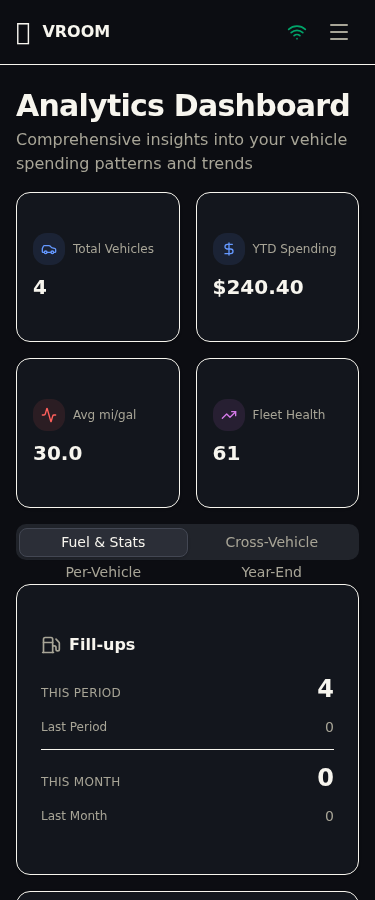 VROOM
Analytics Dashboard
Comprehensive insights into your vehicle
spending patterns and trends
Total Vehicles
4
YTD Spending
$240.40
Avg mi/gal
30.0
Fleet Health
61
Fuel & Stats
Cross-Vehicle
Per-Vehicle
Year-End
Fill-ups
THIS PERIOD 4
Last Period 0
THIS MONTH 0
Last Month 0